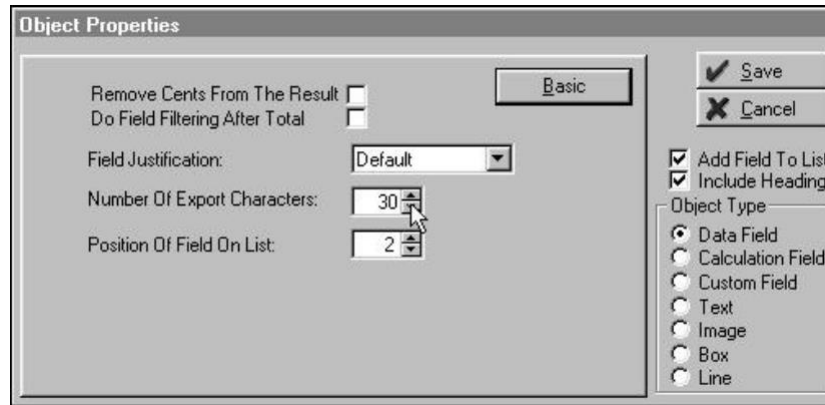 Object Properties
Remove Cents From The Result
Do Field Filtering After Total
Basic
Field Justification: Default
Number Of Export Characters: 30
Position Of Field On List: 2
Save
Cancel
Add Field To List
Include Heading
Object Type
Data Field
Calculation Field
Custom Field
Text
Image
Box
Line